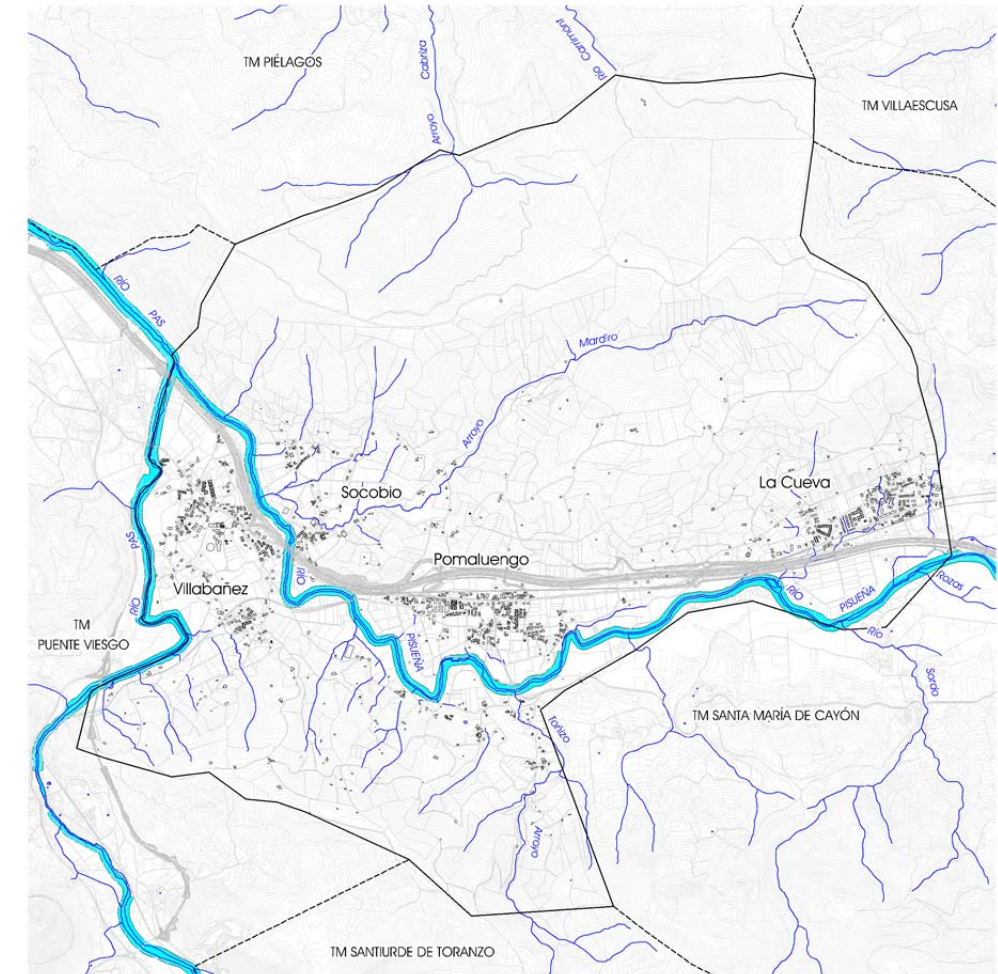 TM PIÉLAGOS
Arroyo Cabriza
RÍO Carrimont
TM VILLAESCUSA
RÍO PAS
Arroyo Mardiro
La Cueva
Socobio
Pomaluengo
PAS
RÍO
Villabañez
RÍO
PISUEÑA
RÍO
PISUEÑA
Rozas
Río
Sordo
TM
PUENTE VIESGO
Toñizo
Arroyo
TM SANTA MARÍA DE CAYÓN
TM SANTIURDE DE TORANZO